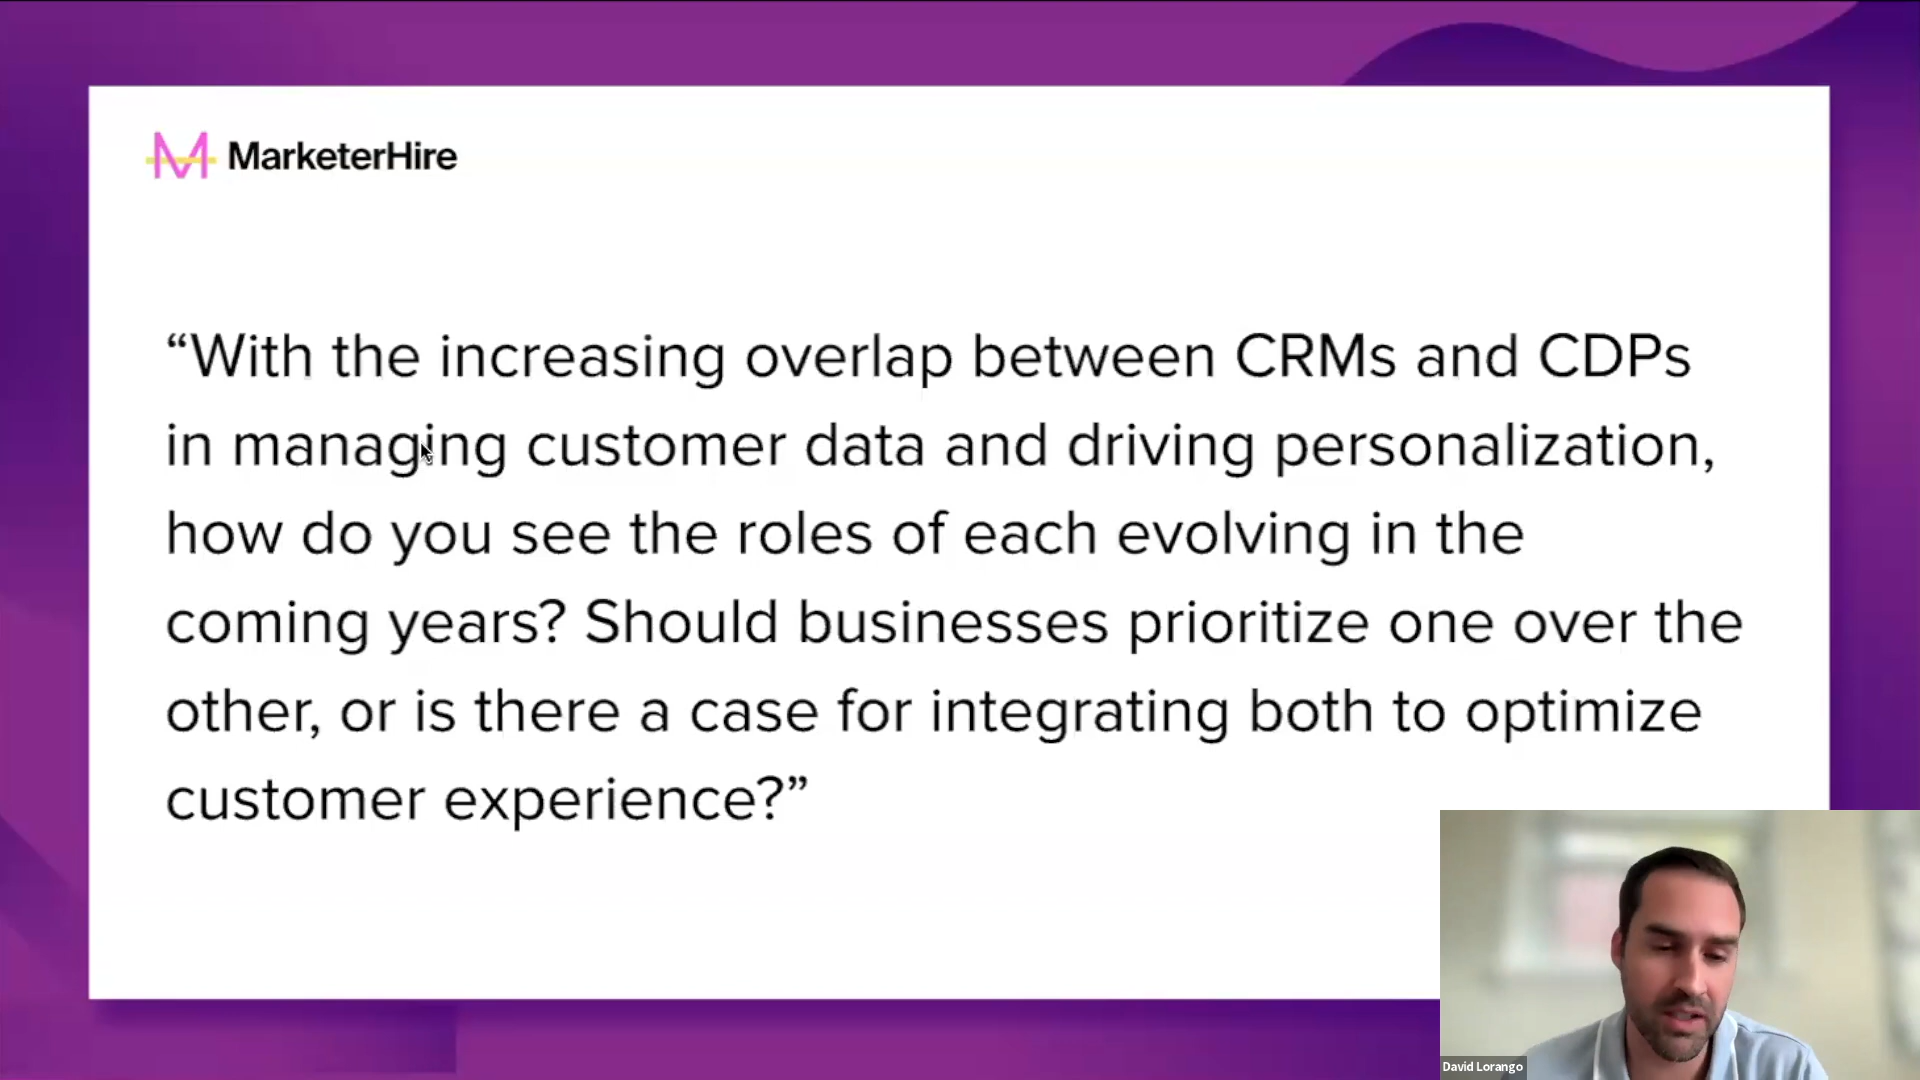 MarketerHire
“With the increasing overlap between CRMs and CDPs
in managing customer data and driving personalization,
how do you see the roles of each evolving in the
coming years? Should businesses prioritize one over the
other, or is there a case for integrating both to optimize
customer experience?”
David Lorango